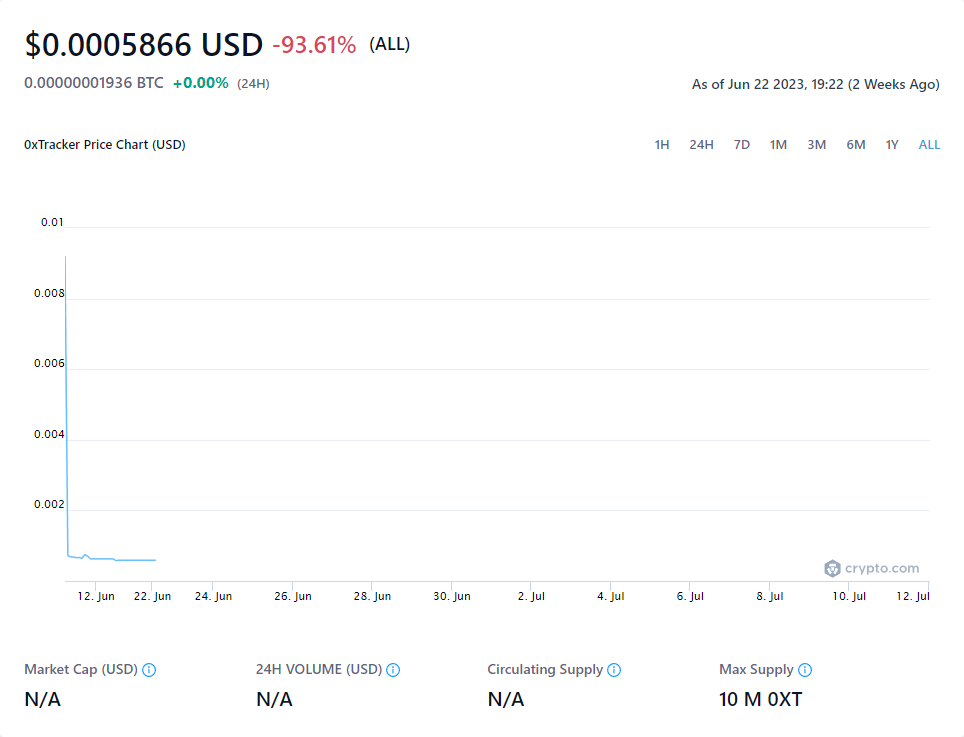 $0.0005866 USD -93.61% (ALL)
0.00000001936 BTC +0.00% (24H)
As of Jun 22 2023, 19:22 (2 Weeks Ago)
0xTracker Price Chart (USD)
1H 24H 7D 1M 3M 6M 1Y ALL
0.01
0.008
0.006
0.004
0.002
crypto.com
12. Jun 22. Jun 24. Jun 26. Jun 28. Jun 30. Jun 2. Jul 4. Jul 6. Jul 8. Jul 10. Jul 12. Jul
Market Cap (USD) 24H VOLUME (USD) Circulating Supply Max Supply
N/A N/A N/A 10 M 0XT